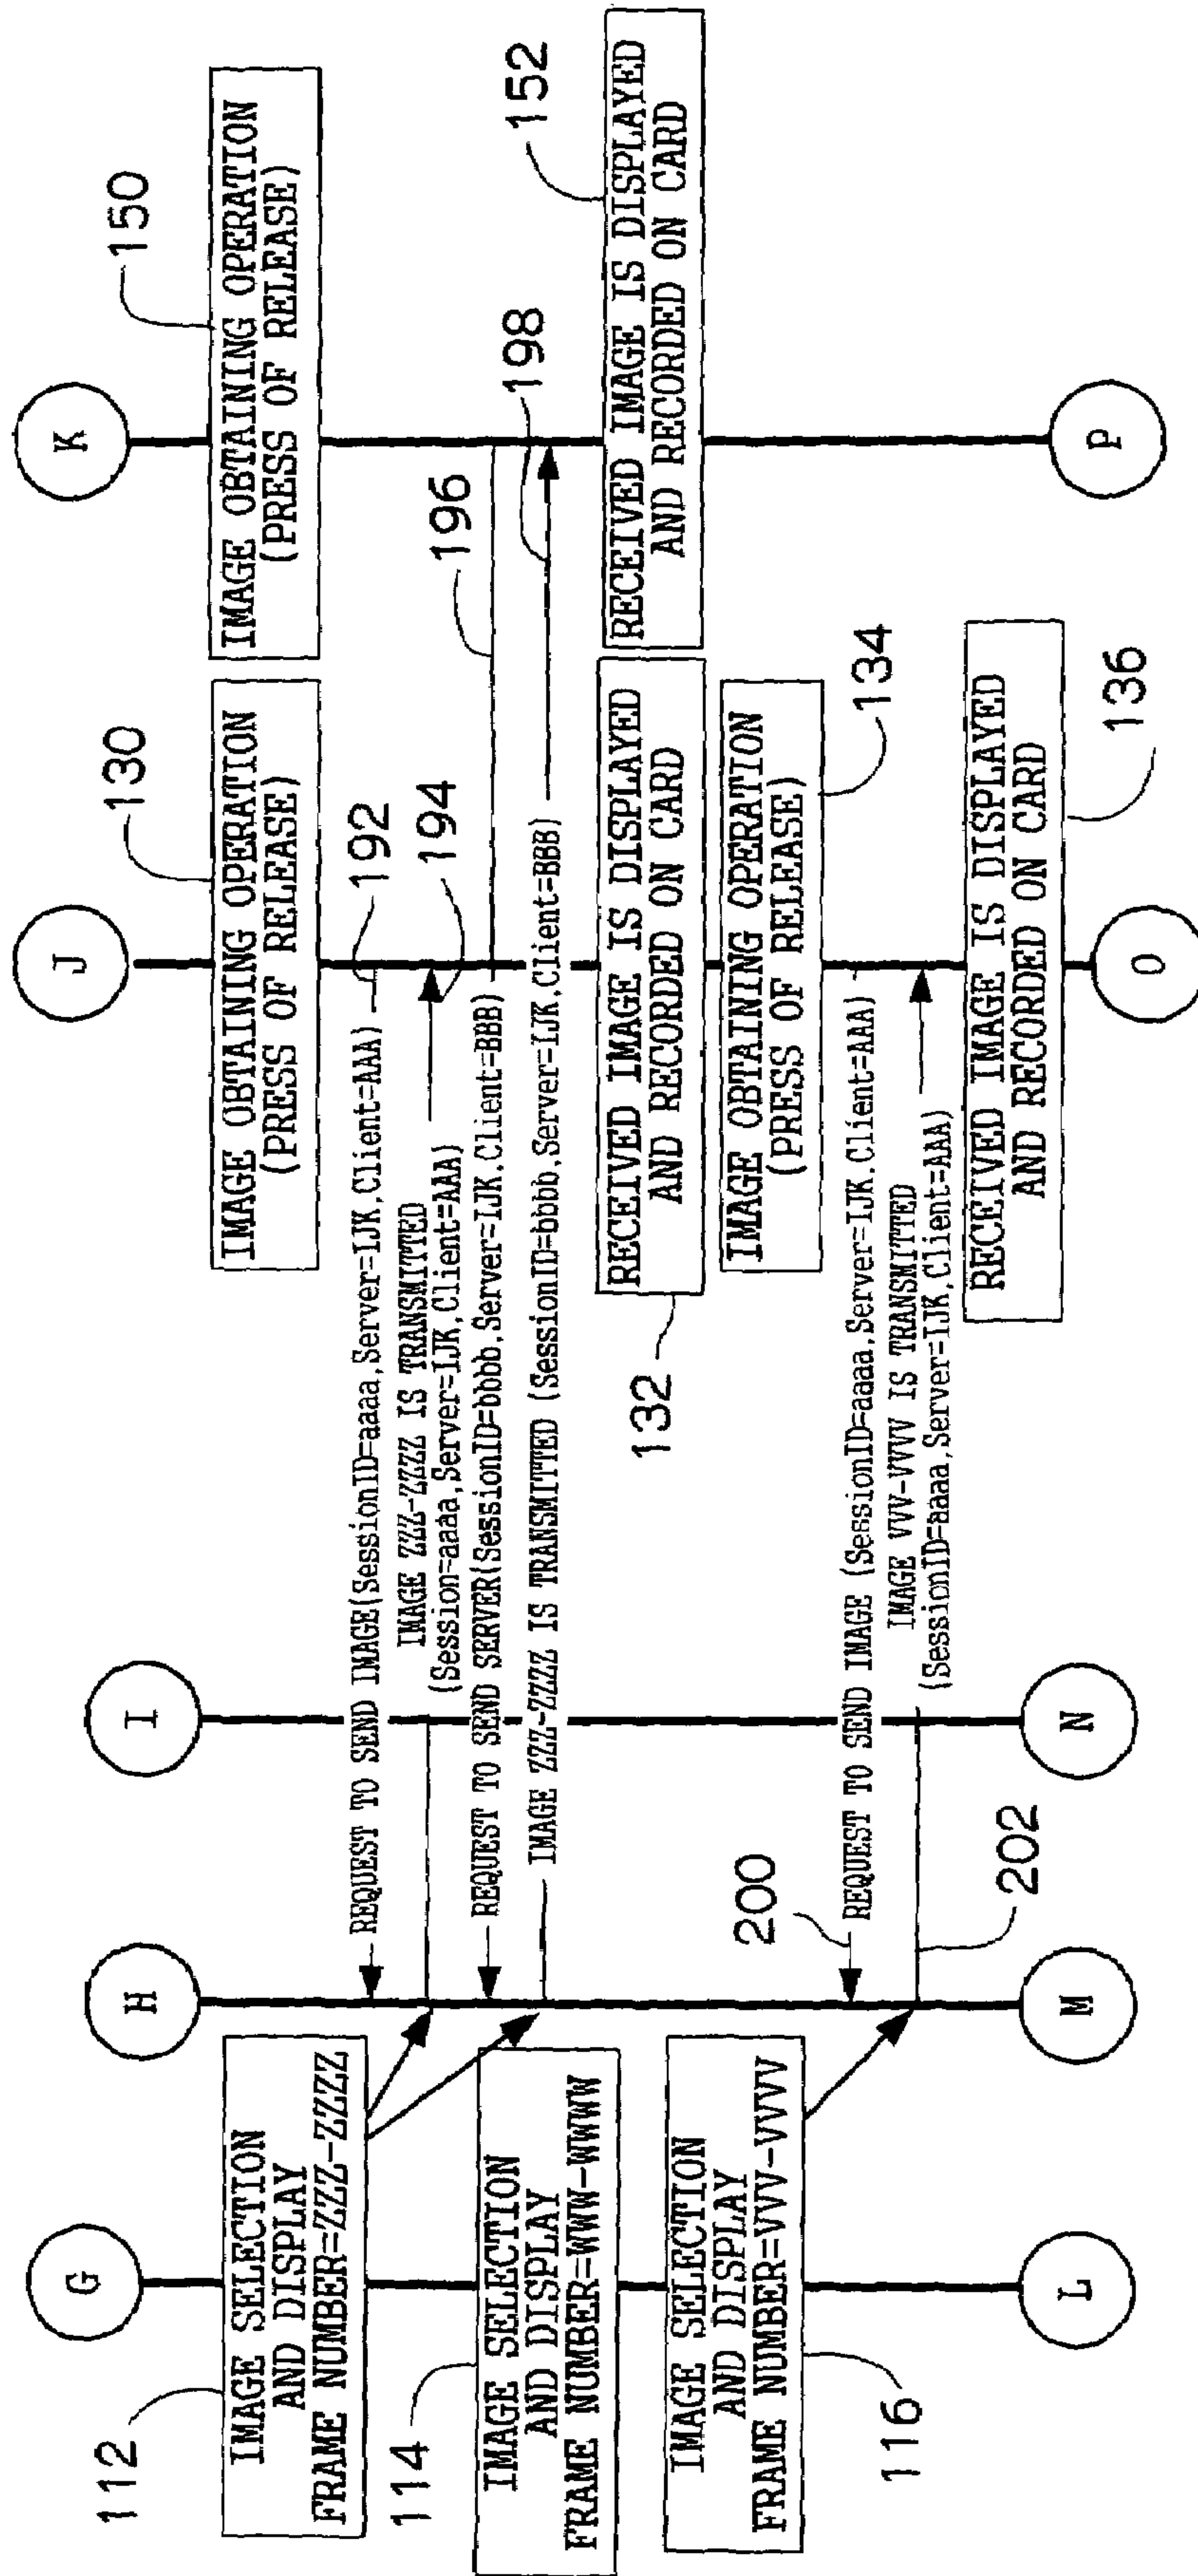 G
H
I
J
K
112
IMAGE SELECTION
AND DISPLAY
FRAME NUMBER=ZZZ-ZZZZ
130
IMAGE OBTAINING OPERATION
(PRESS OF RELEASE)
150
IMAGE OBTAINING OPERATION
(PRESS OF RELEASE)
192
REQUEST TO SEND IMAGE(SessionID=aaaa,Server=IJK,Client=AAA)
194
IMAGE ZZZ-ZZZZ IS TRANSMITTED
(Session=aaaa,Server=IJK,Client=AAA)
196
REQUEST TO SEND SERVER(SessionID=bbbb,Server=IJK.Client=BBB)
198
IMAGE ZZZ-ZZZZ IS TRANSMITTED (SessionID=bbbb,Server=IJK,Client=BBB)
114
IMAGE SELECTION
AND DISPLAY
FRAME NUMBER=WWW-WWWW
132
RECEIVED IMAGE IS DISPLAYED
AND RECORDED ON CARD
152
RECEIVED IMAGE IS DISPLAYED
AND RECORDED ON CARD
116
IMAGE SELECTION
AND DISPLAY
FRAME NUMBER=VVV-VVVV
134
IMAGE OBTAINING OPERATION
(PRESS OF RELEASE)
200
REQUEST TO SEND IMAGE (SessionID=aaaa,Server=IJK.Client=AAA)
202
IMAGE VVV-VVVV IS TRANSMITTED
(SessionID=aaaa,Server=IJK,Client=AAA)
136
RECEIVED IMAGE IS DISPLAYED
AND RECORDED ON CARD
L
M
N
O
P